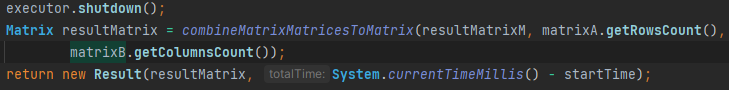 executor.shutdown();
Matrix resultMatrix = combineMatrixMatricesToMatrix(resultMatrixM, matrixA.getRowsCount(),
matrixB.getColumnsCount());
return new Result(resultMatrix, totalTime: System.currentTimeMillis() - startTime);